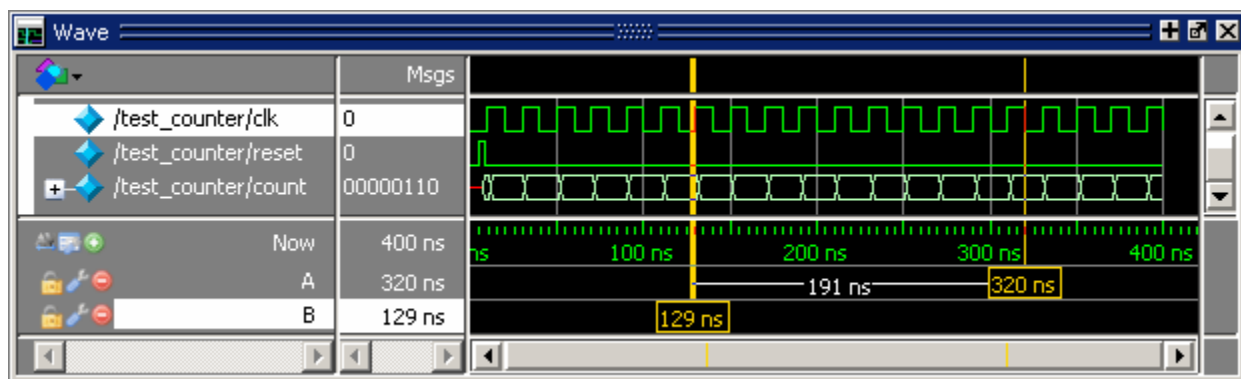 Wave
Msgs
/test_counter/clk 0
/test_counter/reset 0
/test_counter/count 00000110
Now 400 ns ns 100 ns 200 ns 300 ns 400 ns
A 320 ns 191 ns 320 ns
B 129 ns 129 ns